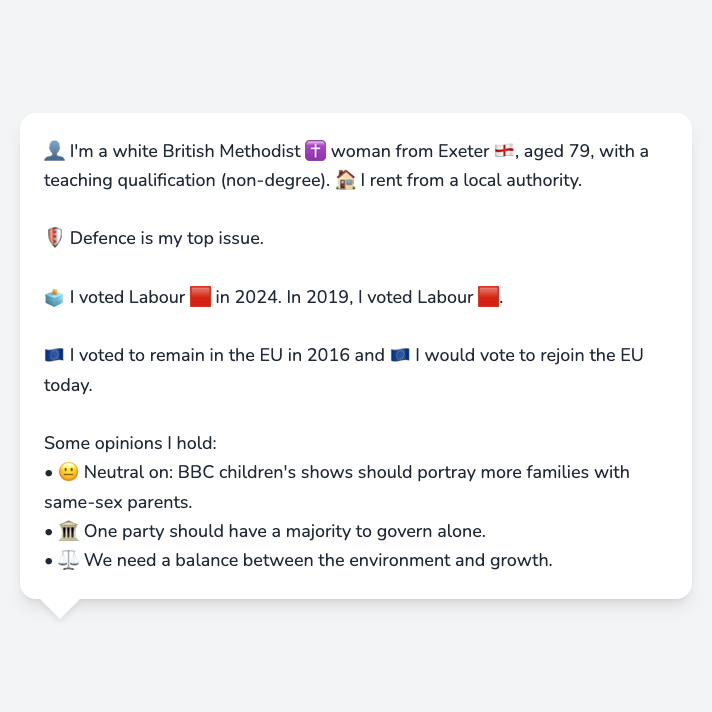 👤 I'm a white British Methodist ✝️ woman from Exeter 🏴󠁧󠁢󠁥󠁮󠁧󠁿, aged 79, with a
teaching qualification (non-degree). 🏠 I rent from a local authority.
🛡️ Defence is my top issue.
🗳️ I voted Labour 🟥 in 2024. In 2019, I voted Labour 🟥.
🇪🇺 I voted to remain in the EU in 2016 and 🇪🇺 I would vote to rejoin the EU
today.
Some opinions I hold:
• 😐 Neutral on: BBC children's shows should portray more families with
same-sex parents.
• 🏛️ One party should have a majority to govern alone.
• ⚖️ We need a balance between the environment and growth.